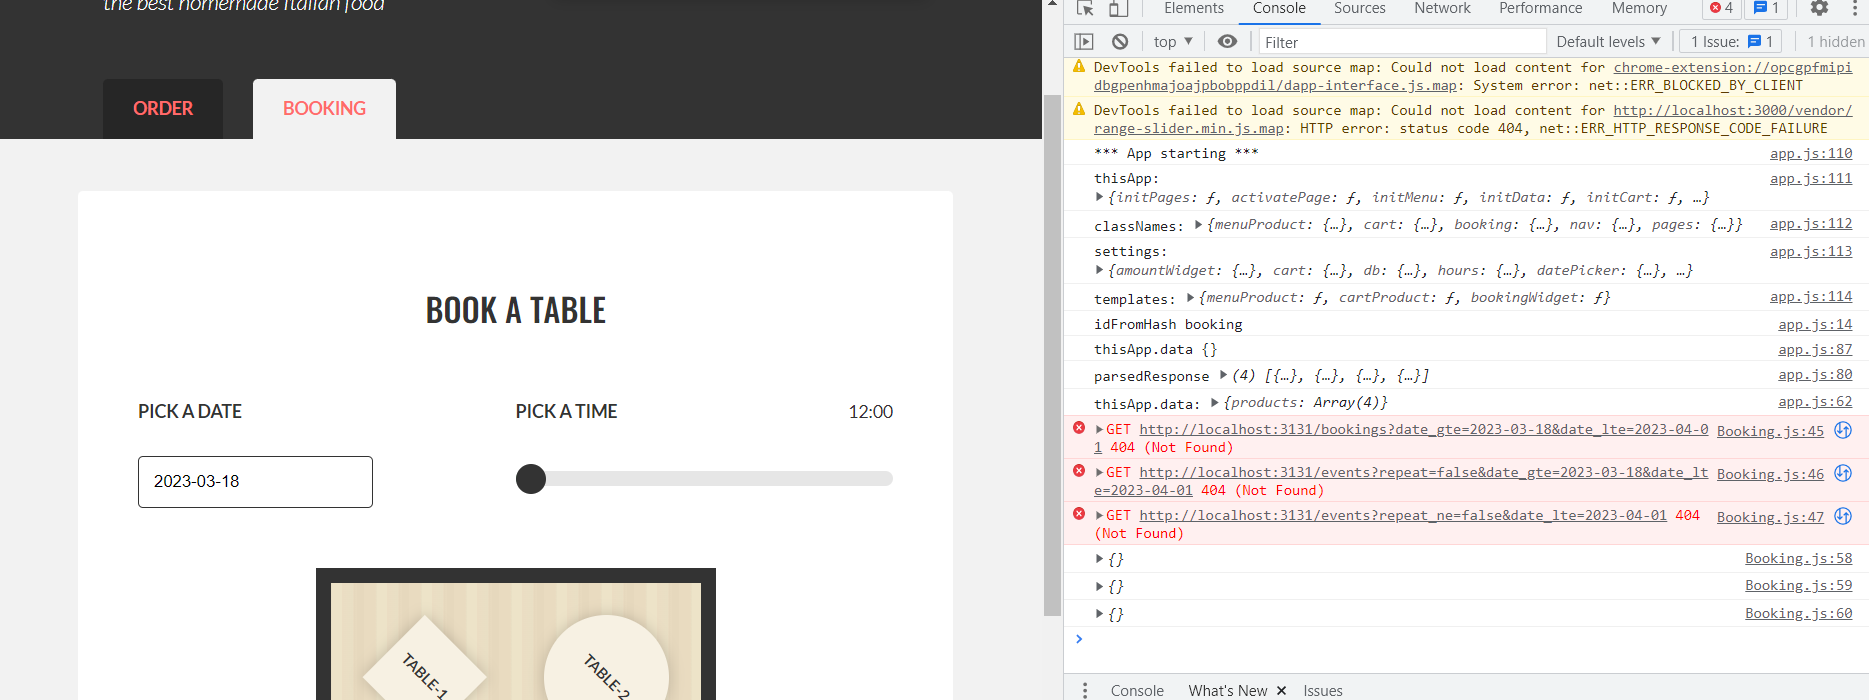 the best homemade Italian food
ORDER
BOOKING
BOOK A TABLE
PICK A DATE
PICK A TIME
12:00
2023-03-18
TABLE-1
TABLE-2
Elements Console Sources Network Performance Memory 4 1
top Filter Default levels 1 Issue: 1 1 hidden
DevTools failed to load source map: Could not load content for chrome-extension://opcgpfmipi
dbgpenhmajoajpbobppdil/dapp-interface.js.map: System error: net::ERR_BLOCKED_BY_CLIENT
DevTools failed to load source map: Could not load content for http://localhost:3000/vendor/
range-slider.min.js.map: HTTP error: status code 404, net::ERR_HTTP_RESPONSE_CODE_FAILURE
*** App starting *** app.js:110
thisApp: app.js:111
{initPages: ƒ, activatePage: ƒ, initMenu: ƒ, initData: ƒ, initCart: ƒ, …}
classNames: {menuProduct: {…}, cart: {…}, booking: {…}, nav: {…}, pages: {…}} app.js:112
settings: app.js:113
{amountWidget: {…}, cart: {…}, db: {…}, hours: {…}, datePicker: {…}, …}
templates: {menuProduct: ƒ, cartProduct: ƒ, bookingWidget: ƒ} app.js:114
idFromHash booking app.js:14
thisApp.data {} app.js:87
parsedResponse (4) [{…}, {…}, {…}, {…}] app.js:80
thisApp.data: {products: Array(4)} app.js:62
GET http://localhost:3131/bookings?date_gte=2023-03-18&date_lte=2023-04-0 Booking.js:45
1 404 (Not Found)
GET http://localhost:3131/events?repeat=false&date_gte=2023-03-18&date_lt Booking.js:46
e=2023-04-01 404 (Not Found)
GET http://localhost:3131/events?repeat_ne=false&date_lte=2023-04-01 404 Booking.js:47
(Not Found)
{} Booking.js:58
{} Booking.js:59
{} Booking.js:60
Console What's New Issues